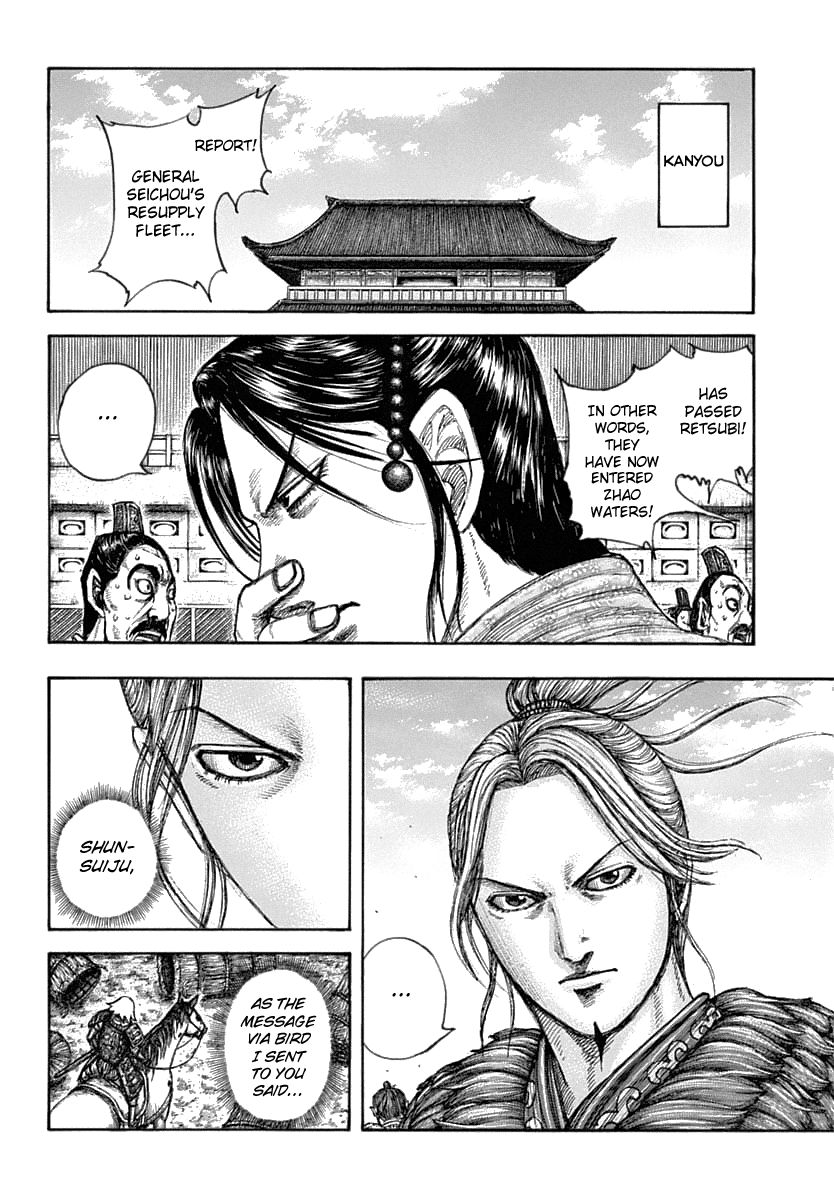 KANYOU
REPORT!
GENERAL
SEICHOU'S
RESUPPLY
FLEET...
HAS
PASSED
RETSUBI!
IN OTHER
WORDS,
THEY
HAVE NOW
ENTERED
ZHAO
WATERS!
...
...
SHUN-
SUIJU,
AS THE
MESSAGE
VIA BIRD
I SENT
TO YOU
SAID...